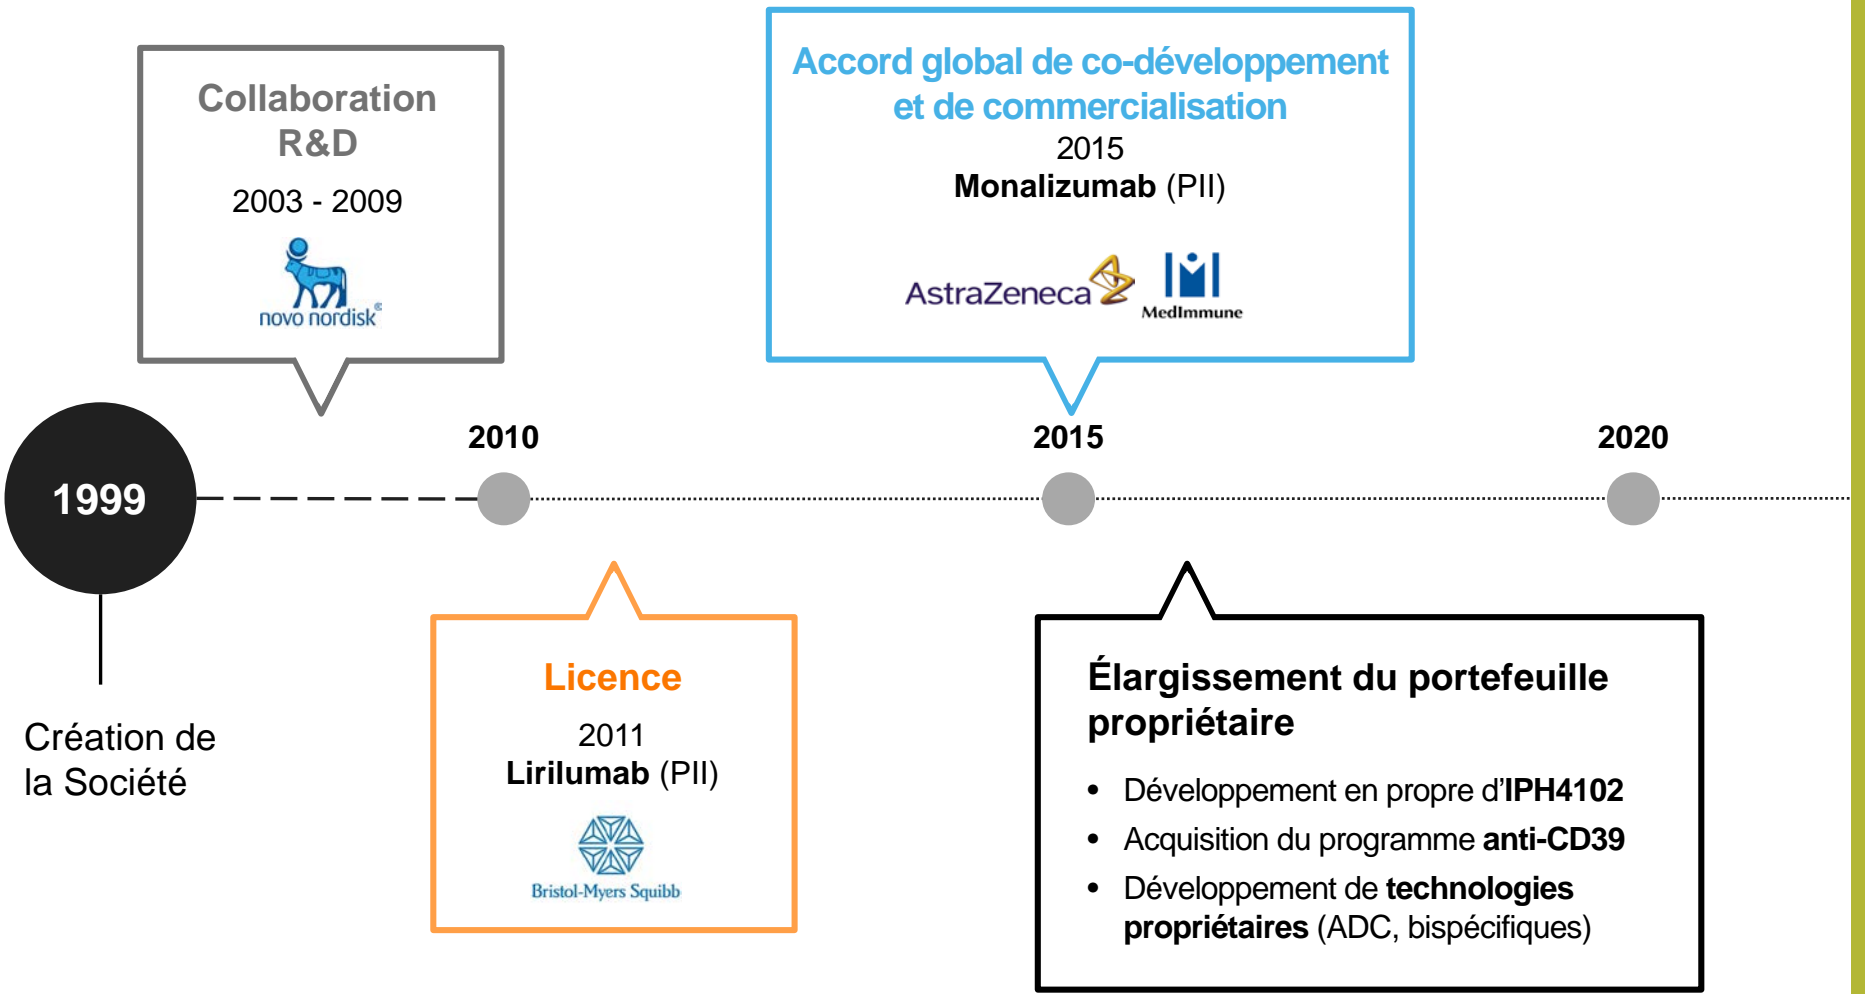 Collaboration
R&D
2003 - 2009
novo nordisk®
Accord global de co-développement
et de commercialisation
2015
Monalizumab (PII)
AstraZeneca
MedImmune
2010
2015
2020
1999
Création de
la Société
Licence
2011
Lirilumab (PII)
Bristol-Myers Squibb
Élargissement du portefeuille
propriétaire
• Développement en propre d’IPH4102
• Acquisition du programme anti-CD39
• Développement de technologies
propriétaires (ADC, bispécifiques)